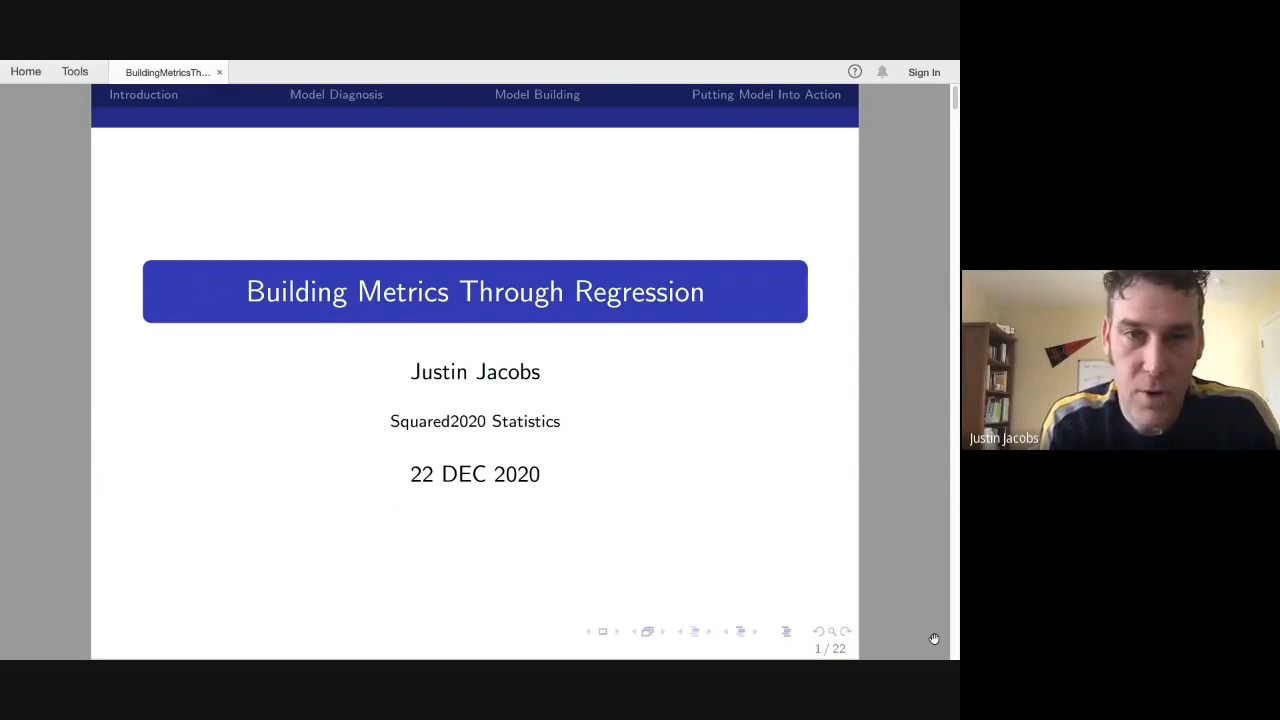 Home Tools BuildingMetricsTh... × Sign In
Introduction Model Diagnosis Model Building Putting Model Into Action
Building Metrics Through Regression
Justin Jacobs
Squared2020 Statistics
22 DEC 2020
1 / 22
Justin Jacobs